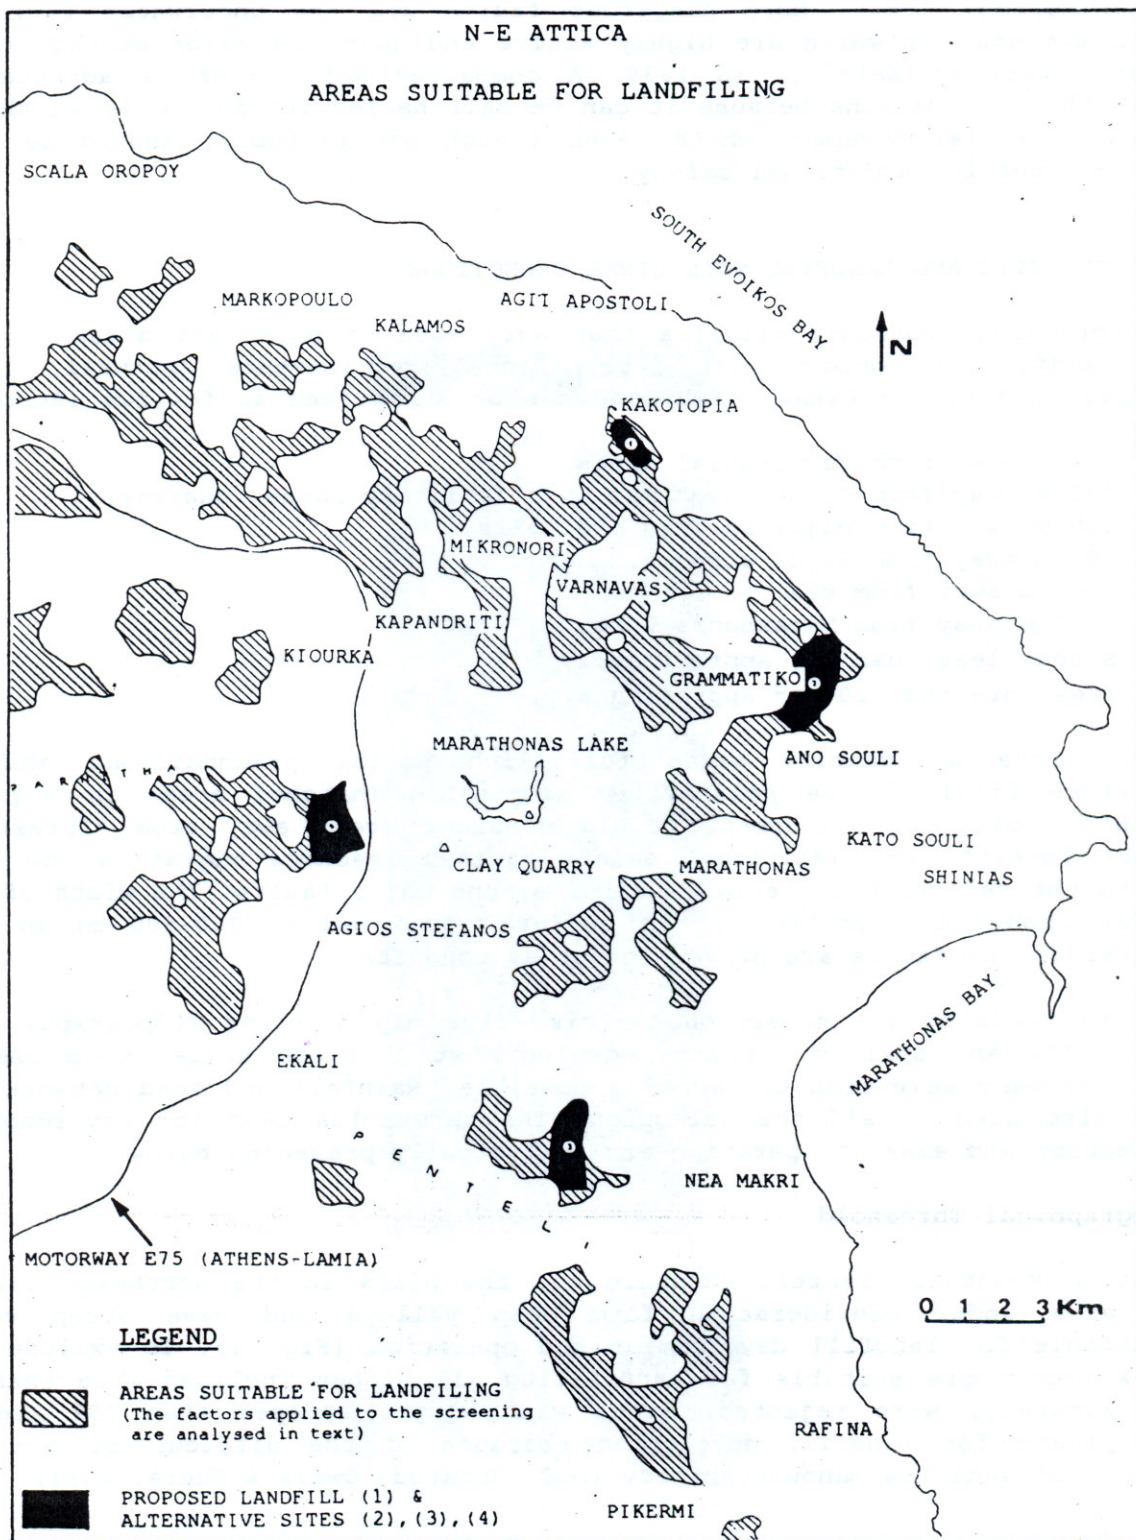 N-E ATTICA
AREAS SUITABLE FOR LANDFILING
SCALA OROPOY
SOUTH EVOIKOS BAY
MARKOPOULO
AGII APOSTOLI
KALAMOS
N
KAKOTOPIA
MIKRONORI
VARNAVAS
KAPANDRITI
KIOURKA
GRAMMATIKO
MARATHONAS LAKE
ANO SOULI
PARNITHA
KATO SOULI
CLAY QUARRY
MARATHONAS
SHINIAS
AGIOS STEFANOS
MARATHONAS BAY
EKALI
PENTELI
NEA MAKRI
MOTORWAY E75 (ATHENS-LAMIA)
0 1 2 3 Km
LEGEND
AREAS SUITABLE FOR LANDFILING
(The factors applied to the screening
are analysed in text)
RAFINA
PROPOSED LANDFILL (1) &
ALTERNATIVE SITES (2),(3),(4)
PIKERMI